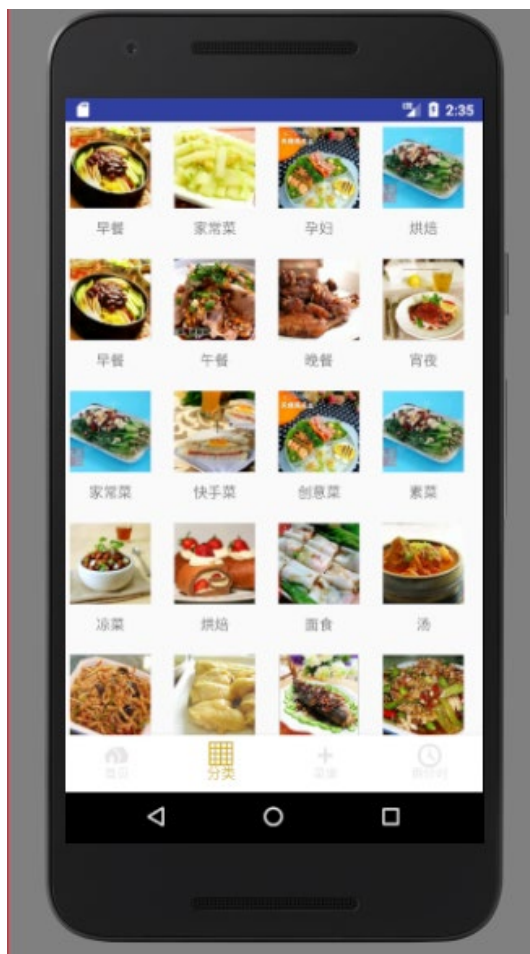 2:35
早餐 家常菜 孕妇 烘焙
早餐 午餐 晚餐 宵夜
家常菜 快手菜 创意菜 素菜
凉菜 烘焙 面食 汤
分类